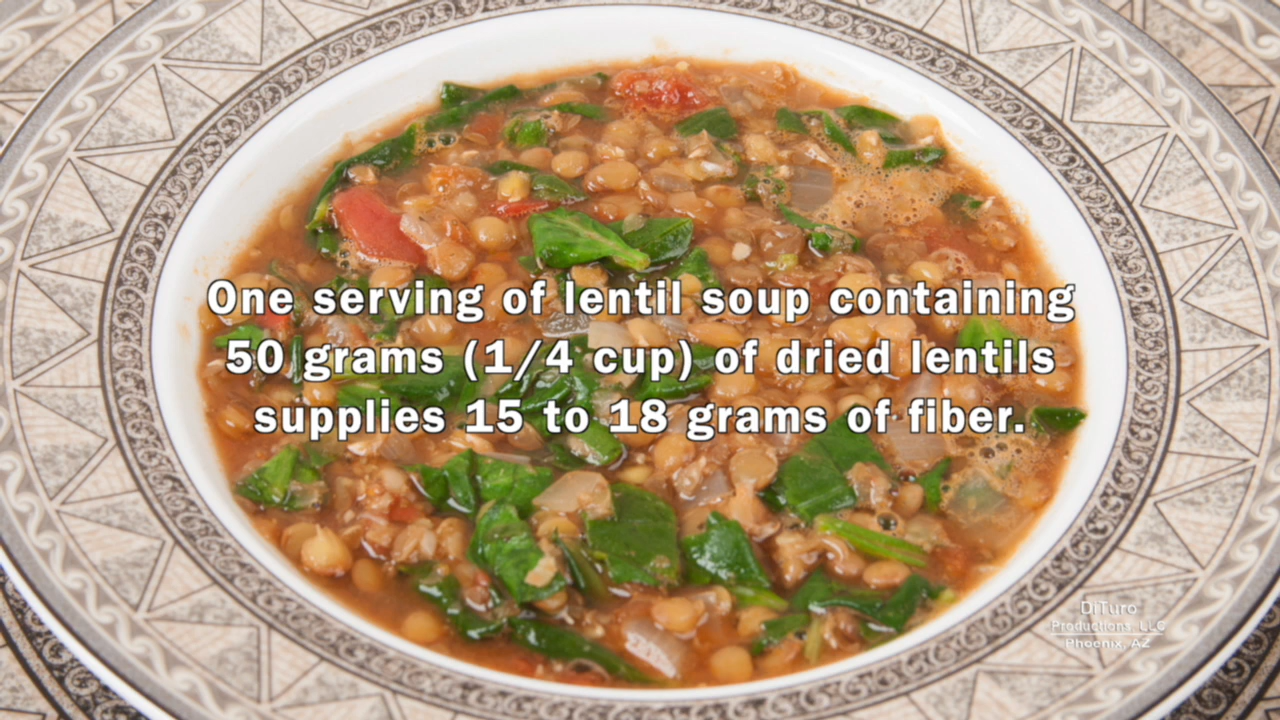 One serving of lentil soup containing
50 grams (1/4 cup) of dried lentils
supplies 15 to 18 grams of fiber.
DiTuro
Productions, LLC
Phoenix, AZ